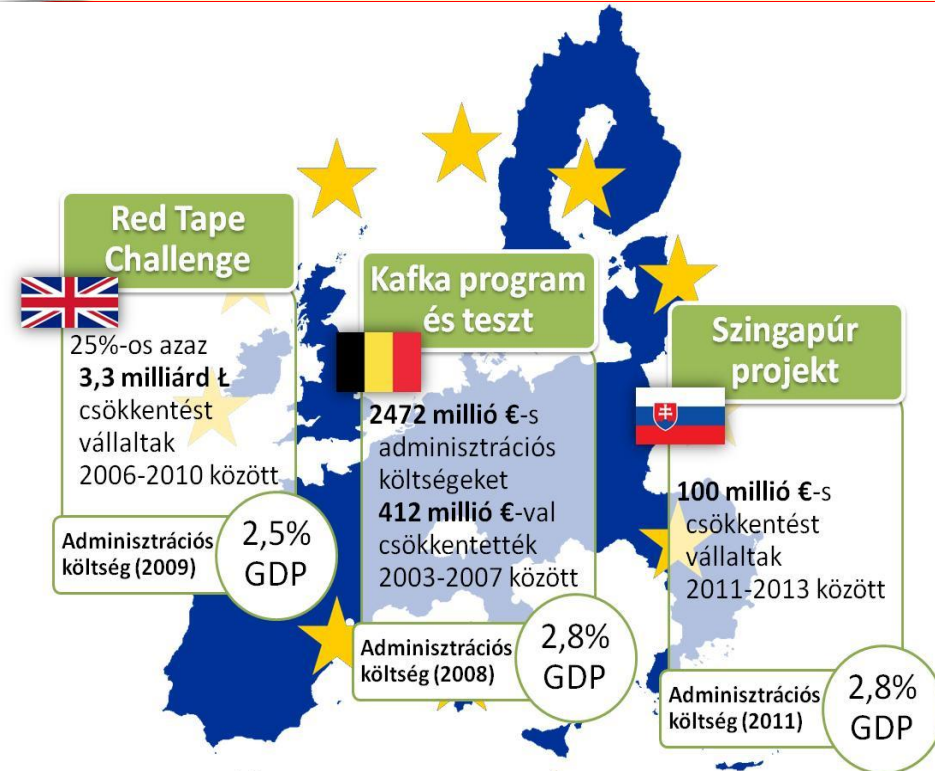 Red Tape
Challenge
25%-os azaz
3,3 milliárd Ł
csökkentést
vállaltak
2006-2010 között
Adminisztrációs
költség (2009)
2,5%
GDP
Kafka program
és teszt
2472 millió €-s
adminisztrációs
költségeket
412 millió €-val
csökkentették
2003-2007 között
Adminisztrációs
költség (2008)
2,8%
GDP
Szingapúr
projekt
100 millió €-s
csökkentést
vállaltak
2011-2013 között
Adminisztrációs
költség (2011)
2,8%
GDP